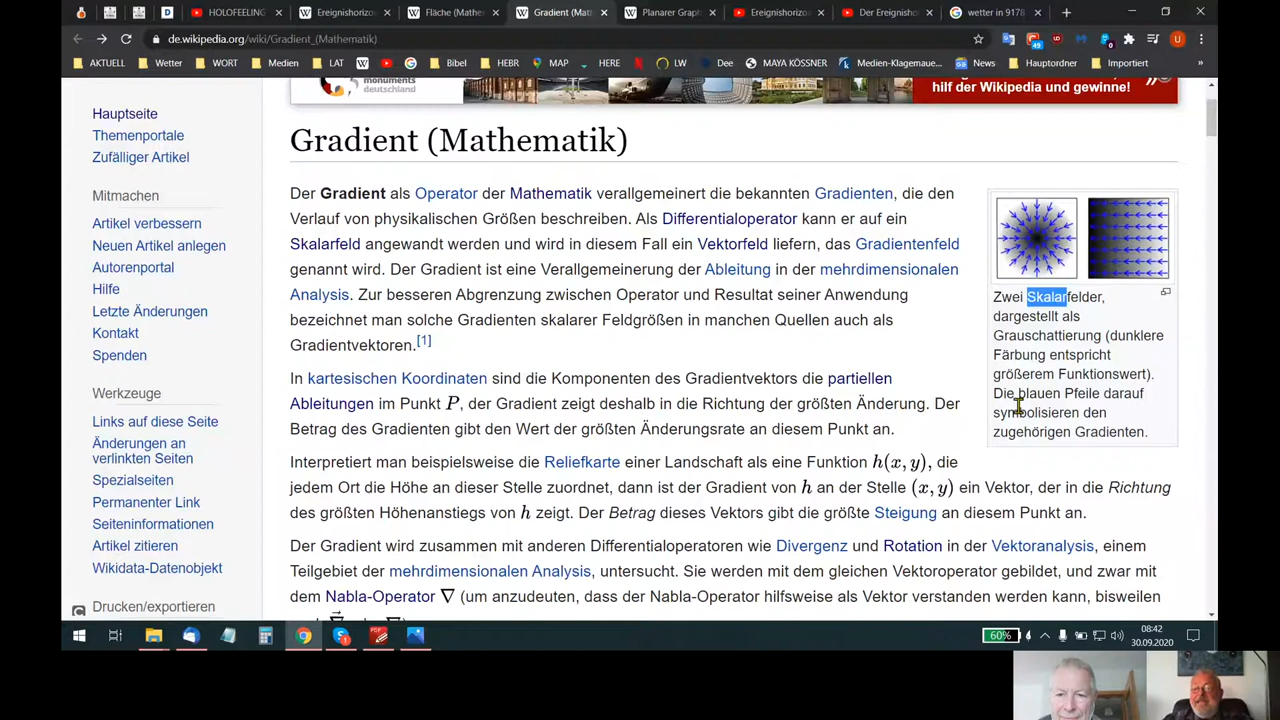 HOLOFEELING
Ereignishorizo
Fläche (Mathe
Gradient (Mat
Planarer Graph
Ereignishorizo
Der Ereignisho
wetter in 9178
de.wikipedia.org/wiki/Gradient_(Mathematik)
49
0
U
AKTUELL
Wetter
WORT
Medien
LAT
Bibel
HEBR
MAP
HERE
LW
Dee
MAYA KÖSSNER
Medien-Klagemaue...
News
Hauptordner
Importiert
monuments
deutschland
hilf der Wikipedia und gewinne!
Hauptseite
Themenportale
Zufälliger Artikel
Mitmachen
Artikel verbessern
Neuen Artikel anlegen
Autorenportal
Hilfe
Letzte Änderungen
Kontakt
Spenden
Werkzeuge
Links auf diese Seite
Änderungen an
verlinkten Seiten
Spezialseiten
Permanenter Link
Seiteninformationen
Artikel zitieren
Wikidata-Datenobjekt
Drucken/exportieren
Gradient (Mathematik)
Der Gradient als Operator der Mathematik verallgemeinert die bekannten Gradienten, die den
Verlauf von physikalischen Größen beschreiben. Als Differentialoperator kann er auf ein
Skalarfeld angewandt werden und wird in diesem Fall ein Vektorfeld liefern, das Gradientenfeld
genannt wird. Der Gradient ist eine Verallgemeinerung der Ableitung in der mehrdimensionalen
Analysis. Zur besseren Abgrenzung zwischen Operator und Resultat seiner Anwendung
bezeichnet man solche Gradienten skalarer Feldgrößen in manchen Quellen auch als
Gradientvektoren.[1]
In kartesischen Koordinaten sind die Komponenten des Gradientvektors die partiellen
Ableitungen im Punkt P, der Gradient zeigt deshalb in die Richtung der größten Änderung. Der
Betrag des Gradienten gibt den Wert der größten Änderungsrate an diesem Punkt an.
Interpretiert man beispielsweise die Reliefkarte einer Landschaft als eine Funktion h(x, y), die
jedem Ort die Höhe an dieser Stelle zuordnet, dann ist der Gradient von h an der Stelle (x, y) ein Vektor, der in die Richtung
des größten Höhenanstiegs von h zeigt. Der Betrag dieses Vektors gibt die größte Steigung an diesem Punkt an.
Der Gradient wird zusammen mit anderen Differentialoperatoren wie Divergenz und Rotation in der Vektoranalysis, einem
Teilgebiet der mehrdimensionalen Analysis, untersucht. Sie werden mit dem gleichen Vektoroperator gebildet, und zwar mit
dem Nabla-Operator ∇ (um anzudeuten, dass der Nabla-Operator hilfsweise als Vektor verstanden werden kann, bisweilen
Zwei Skalarfelder,
dargestellt als
Grauschattierung (dunklere
Färbung entspricht
größerem Funktionswert).
Die blauen Pfeile darauf
symbolisieren den
zugehörigen Gradienten.
60%
08:42
30.09.2020